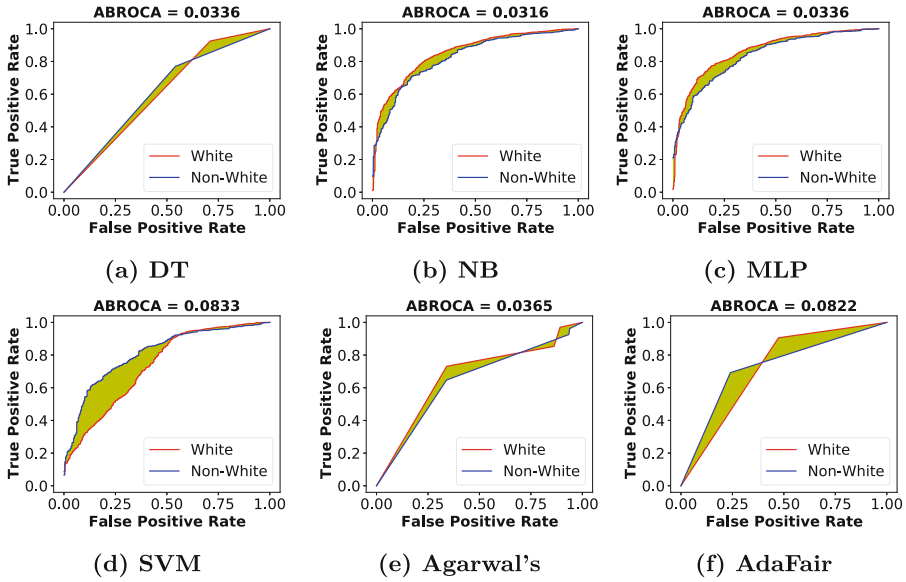 ABROCA = 0.0336
True Positive Rate
1.0
0.8
0.6
0.4
0.2
0.0
White
Non-White
0.00 0.25 0.50 0.75 1.00
False Positive Rate
(a) DT
ABROCA = 0.0316
True Positive Rate
1.0
0.8
0.6
0.4
0.2
0.0
White
Non-White
0.00 0.25 0.50 0.75 1.00
False Positive Rate
(b) NB
ABROCA = 0.0336
True Positive Rate
1.0
0.8
0.6
0.4
0.2
0.0
White
Non-White
0.00 0.25 0.50 0.75 1.00
False Positive Rate
(c) MLP
ABROCA = 0.0833
True Positive Rate
1.0
0.8
0.6
0.4
0.2
0.0
White
Non-White
0.00 0.25 0.50 0.75 1.00
False Positive Rate
(d) SVM
ABROCA = 0.0365
True Positive Rate
1.0
0.8
0.6
0.4
0.2
0.0
White
Non-White
0.00 0.25 0.50 0.75 1.00
False Positive Rate
(e) Agarwal's
ABROCA = 0.0822
True Positive Rate
1.0
0.8
0.6
0.4
0.2
0.0
White
Non-White
0.00 0.25 0.50 0.75 1.00
False Positive Rate
(f) AdaFair